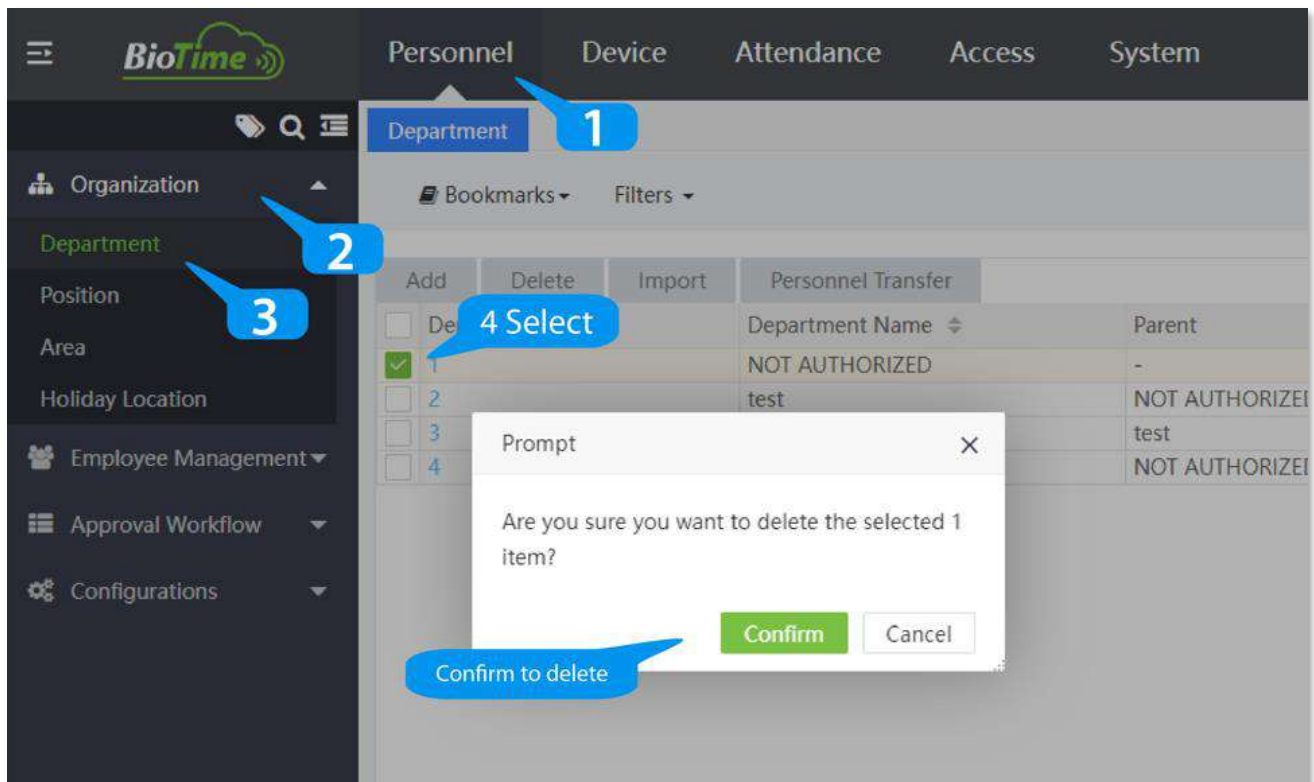 BioTime
Personnel Device Attendance Access System
1
Department
Organization
Bookmarks Filters
2
Department
Add Delete Import Personnel Transfer
Position
3
4 Select
De Department Name Parent
Area
1 NOT AUTHORIZED -
Holiday Location
2 test NOT AUTHORIZED
3 test
4 NOT AUTHORIZED
Prompt
Employee Management
Are you sure you want to delete the selected 1
item?
Approval Workflow
Configurations
Confirm Cancel
Confirm to delete